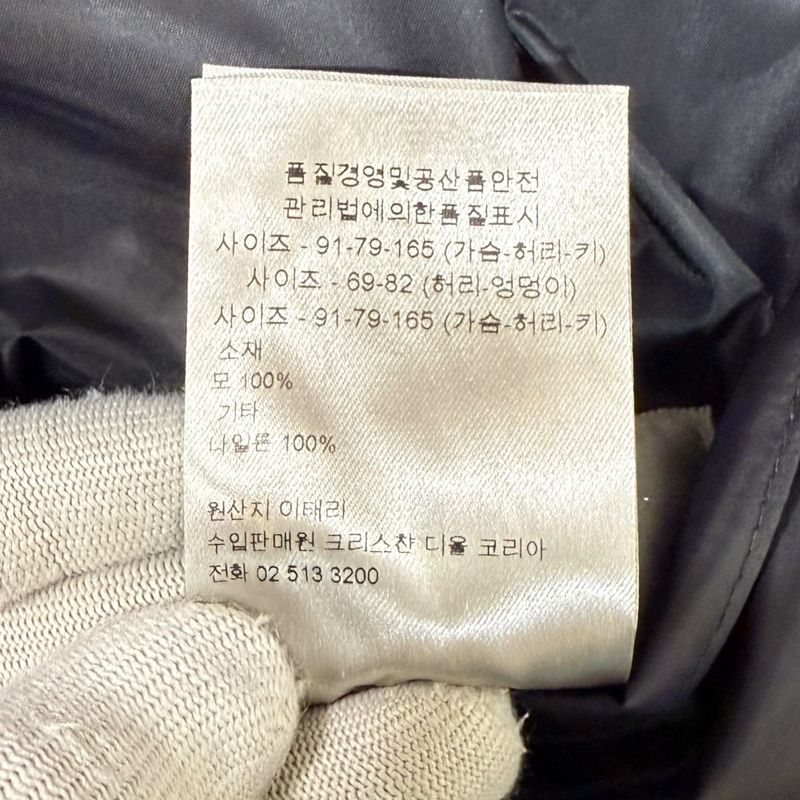 품질경영및공산품안전
관리법에의한품질표시
사이즈 - 91-79-165 (가슴-허리-키)
사이즈 - 69-82 (허리-엉덩이)
사이즈 - 91-79-165 (가슴-허리-키)
소재
모 100%
기타
나일론 100%
원산지 이태리
수입판매원 크리스챤 디올 코리아
전화 02 513 3200